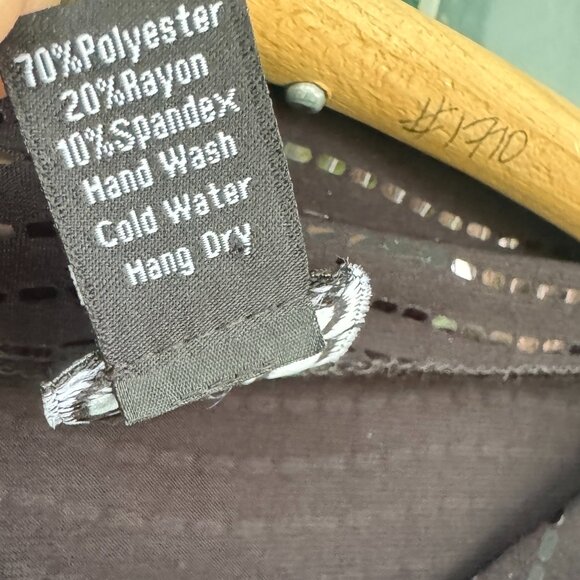 70%Polyester
20%Rayon
10%Spandex
Hand Wash
Cold Water
Hang Dry